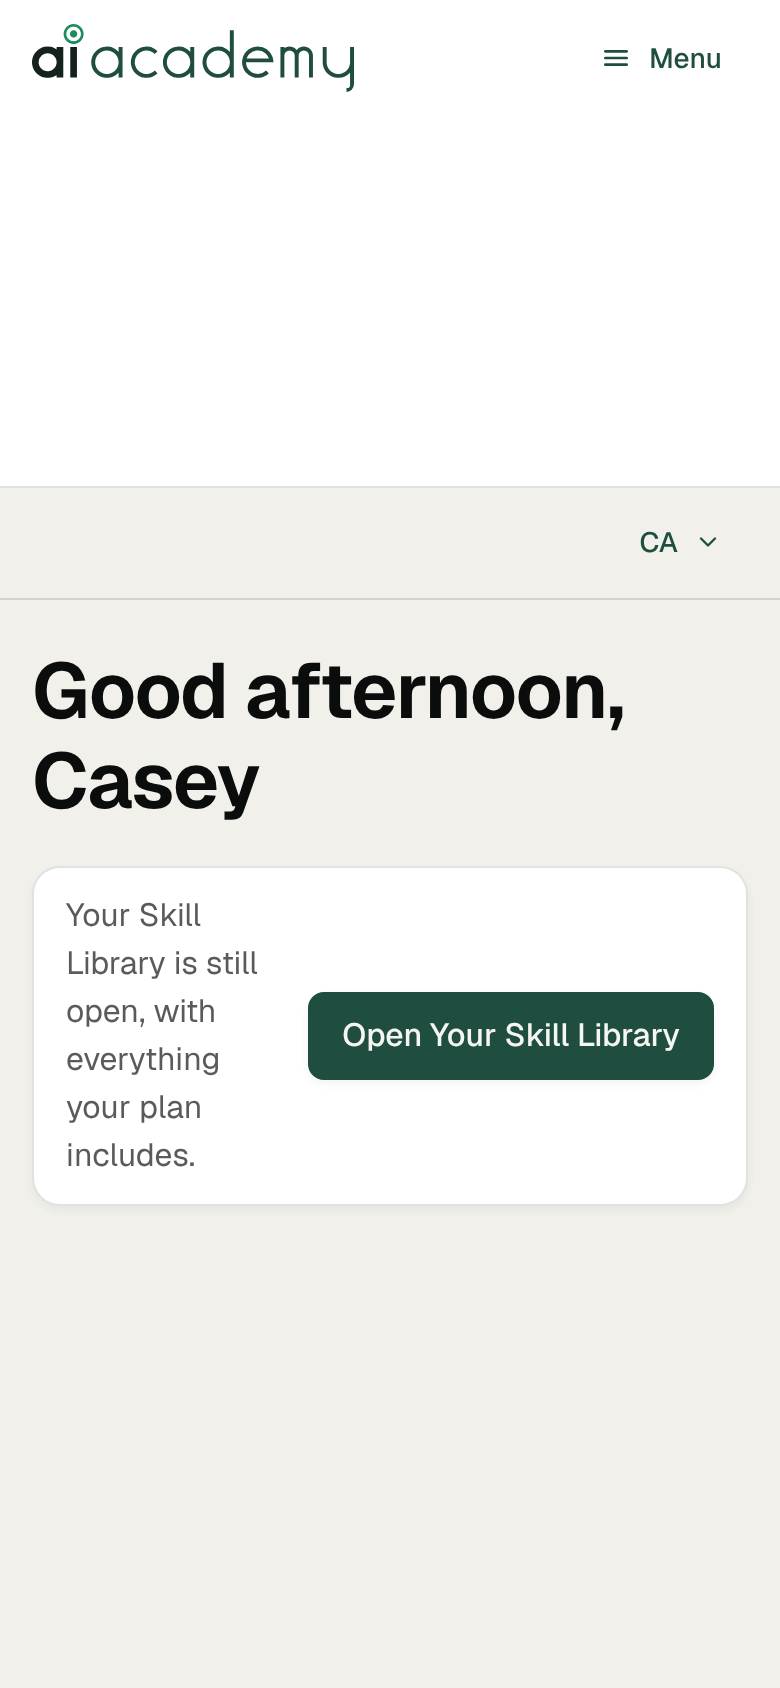 ai academy
Menu
CA
Good afternoon,
Casey
Your Skill
Library is still
open, with
everything
your plan
includes.
Open Your Skill Library